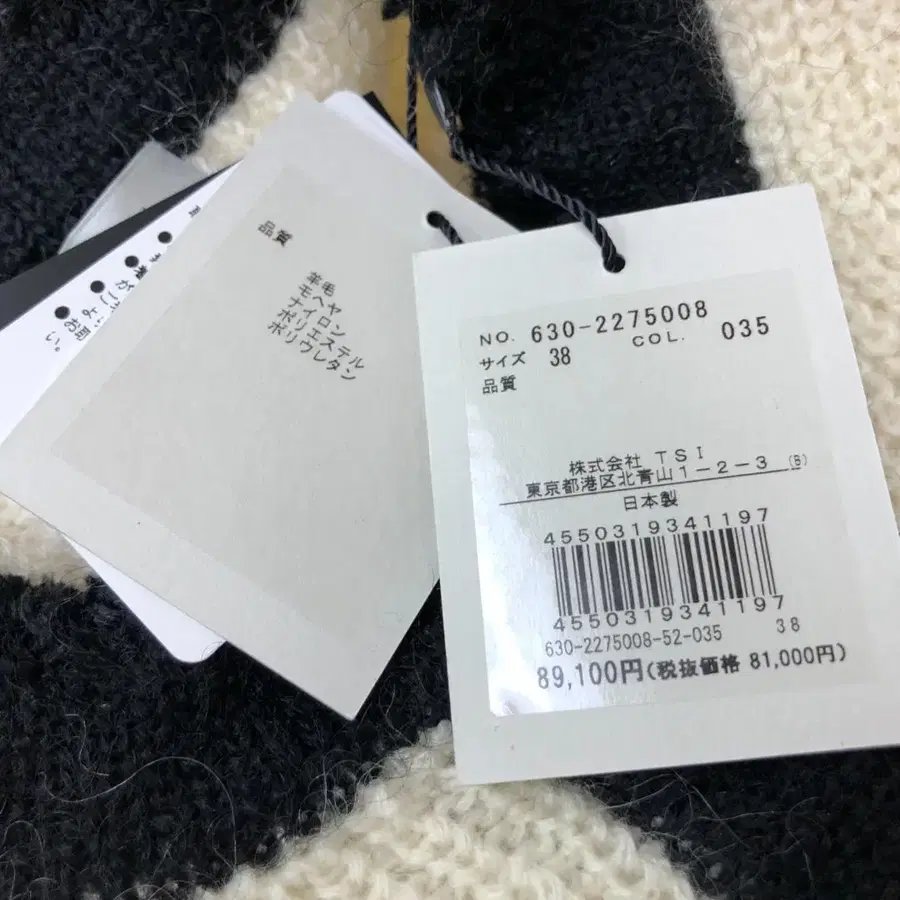 品質
羊毛
モヘヤ
ナイロン
ポリエステル
ポリウレタン
い。
NO. 630-2275008
サイズ 38 COL. 035
品質
株式会社 TSI
東京都港区北青山1-2-3 (B)
日本製
4550319341197
4550319341197
630-2275008-52-035 38
89,100円(税抜価格 81,000円)